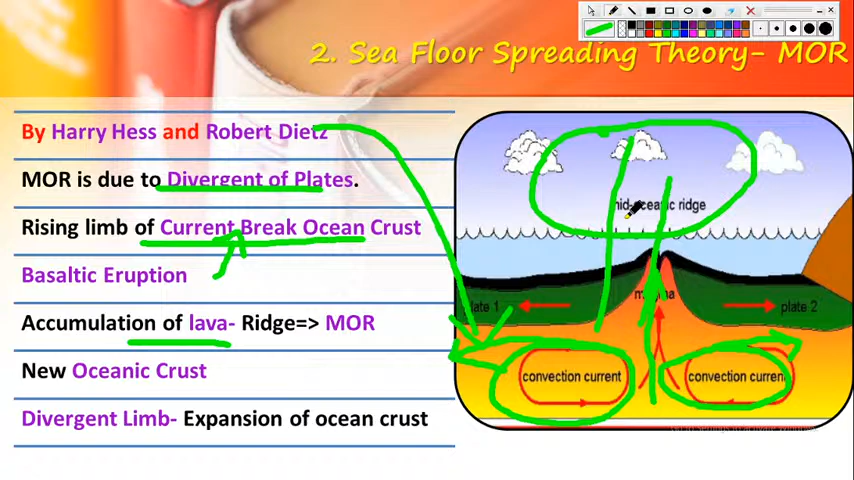 2. Sea Floor Spreading Theory- MOR
By Harry Hess and Robert Dietz
MOR is due to Divergent of Plates.
Rising limb of Current Break Ocean Crust
Basaltic Eruption
Accumulation of lava- Ridge=> MOR
New Oceanic Crust
Divergent Limb- Expansion of ocean crust
mid-oceanic ridge
magma
plate 1
plate 2
convection current
convection current